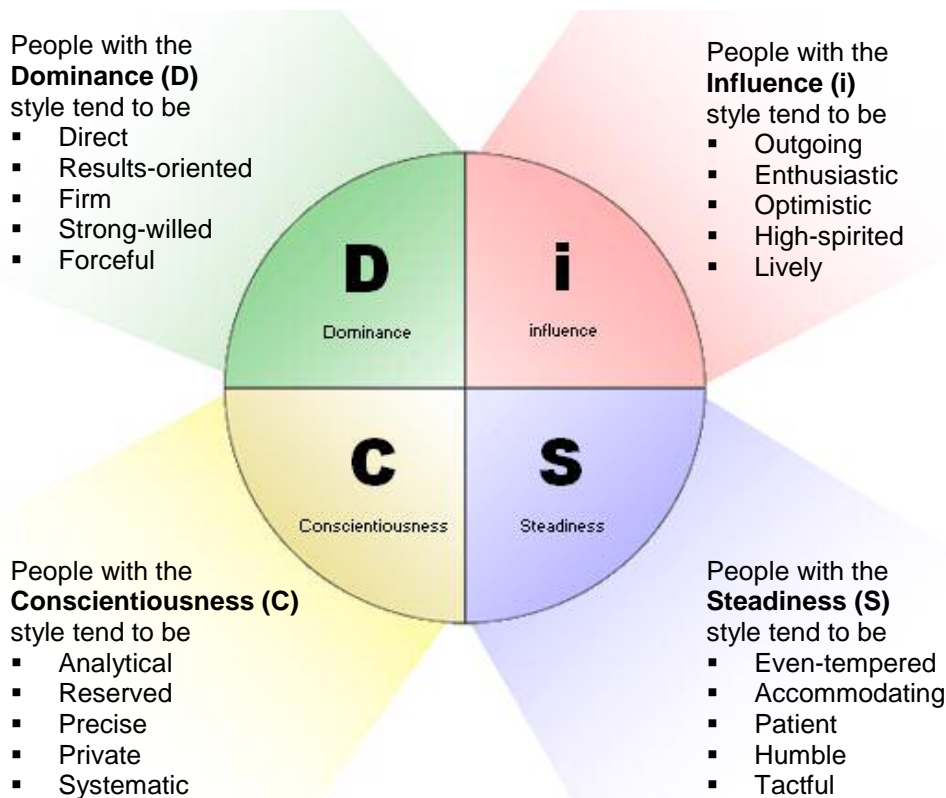 People with the
Dominance (D)
style tend to be
▪ Direct
▪ Results-oriented
▪ Firm
▪ Strong-willed
▪ Forceful
People with the
Influence (i)
style tend to be
▪ Outgoing
▪ Enthusiastic
▪ Optimistic
▪ High-spirited
▪ Lively
D
Dominance
i
influence
C
Conscientiousness
S
Steadiness
People with the
Conscientiousness (C)
style tend to be
▪ Analytical
▪ Reserved
▪ Precise
▪ Private
▪ Systematic
People with the
Steadiness (S)
style tend to be
▪ Even-tempered
▪ Accommodating
▪ Patient
▪ Humble
▪ Tactful